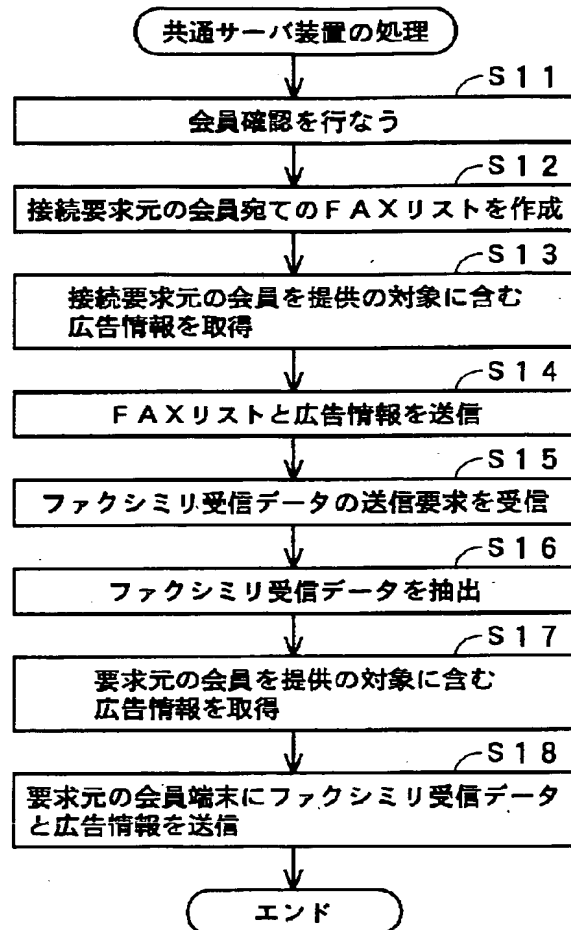 共通サーバ装置の処理
S11
会員確認を行なう
S12
接続要求元の会員宛てのFAXリストを作成
S13
接続要求元の会員を提供の対象に含む
広告情報を取得
S14
FAXリストと広告情報を送信
S15
ファクシミリ受信データの送信要求を受信
S16
ファクシミリ受信データを抽出
S17
要求元の会員を提供の対象に含む
広告情報を取得
S18
要求元の会員端末にファクシミリ受信データ
と広告情報を送信
エンド